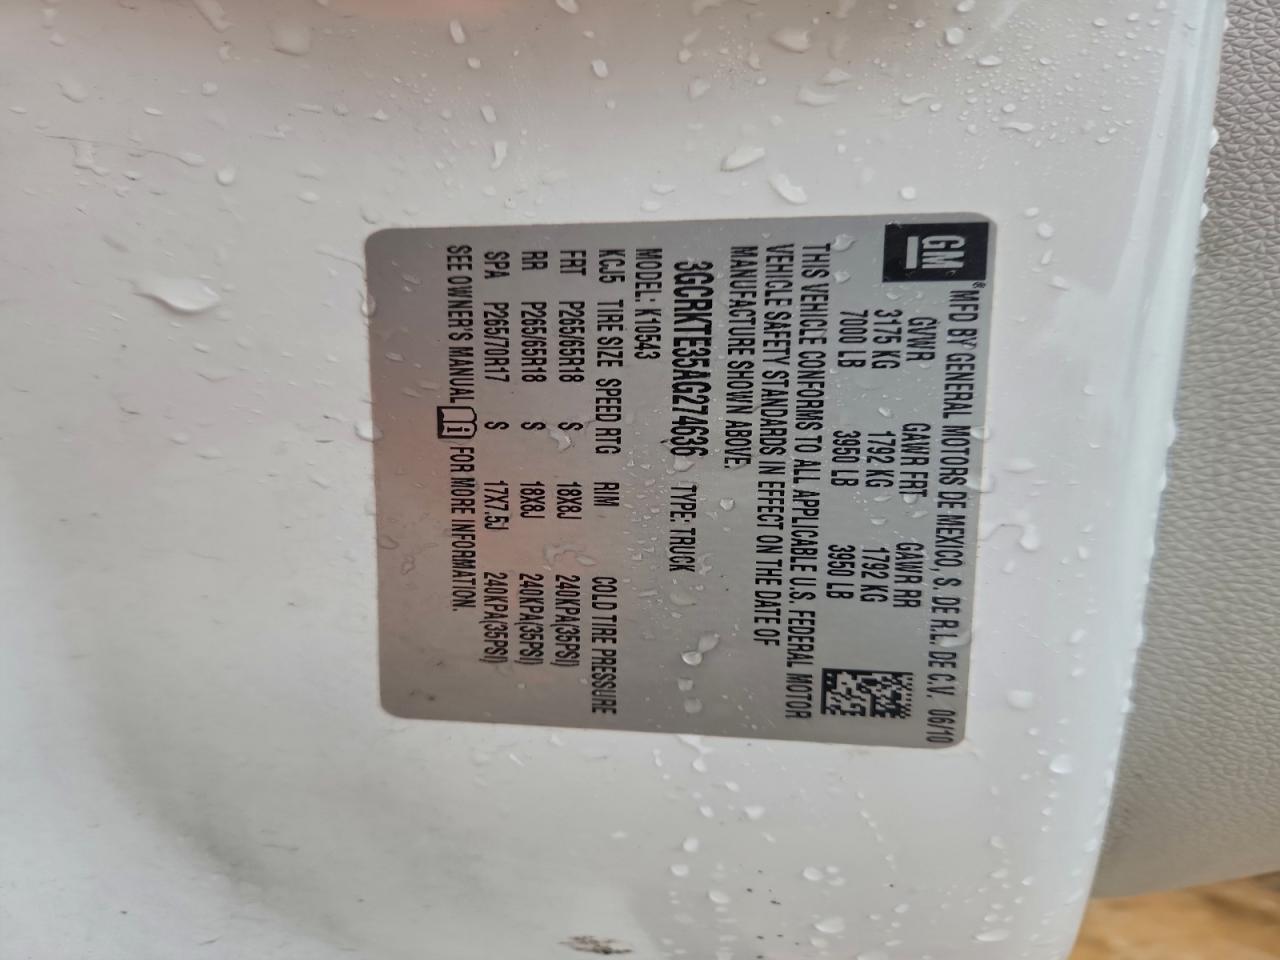 GM
®MFD BY GENERAL MOTORS DE MEXICO, S. DE R.L. DE C.V. 06/10
GVWR GAWR FRT GAWR RR
3175 KG 1792 KG 1792 KG
7000 LB 3950 LB 3950 LB
THIS VEHICLE CONFORMS TO ALL APPLICABLE U.S. FEDERAL MOTOR
VEHICLE SAFETY STANDARDS IN EFFECT ON THE DATE OF
MANUFACTURE SHOWN ABOVE.
3GCRKTE35AG274636 TYPE: TRUCK
MODEL: K10543
KCJ5 TIRE SIZE SPEED RTG RIM COLD TIRE PRESSURE
FRT P265/65R18 S 18X8J 240KPA(35PSI)
RR P265/65R18 S 18X8J 240KPA(35PSI)
SPA P265/70R17 S 17X7.5J 240KPA(35PSI)
SEE OWNER'S MANUAL FOR MORE INFORMATION.